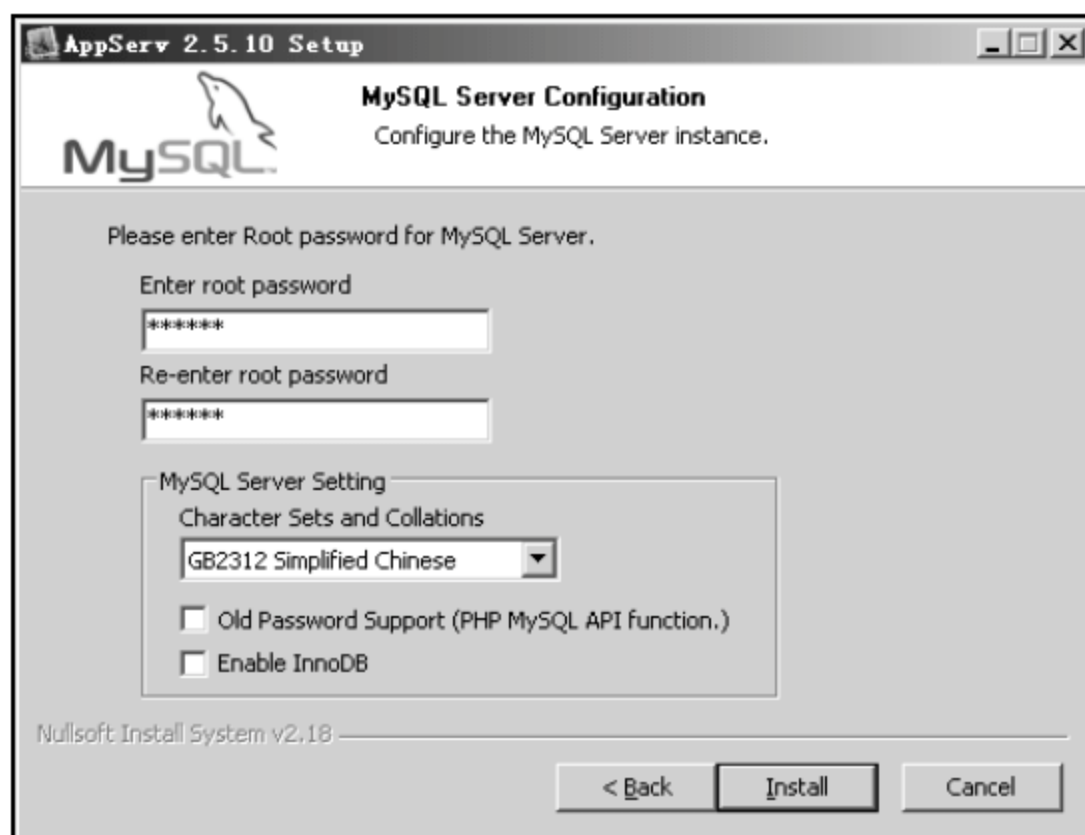 AppServ 2.5.10 Setup
MySQL
MySQL Server Configuration
Configure the MySQL Server instance.
Please enter Root password for MySQL Server.
Enter root password
******
Re-enter root password
******
MySQL Server Setting
Character Sets and Collations
GB2312 Simplified Chinese
Old Password Support (PHP MySQL API function.)
Enable InnoDB
Nullsoft Install System v2.18
< Back Install Cancel